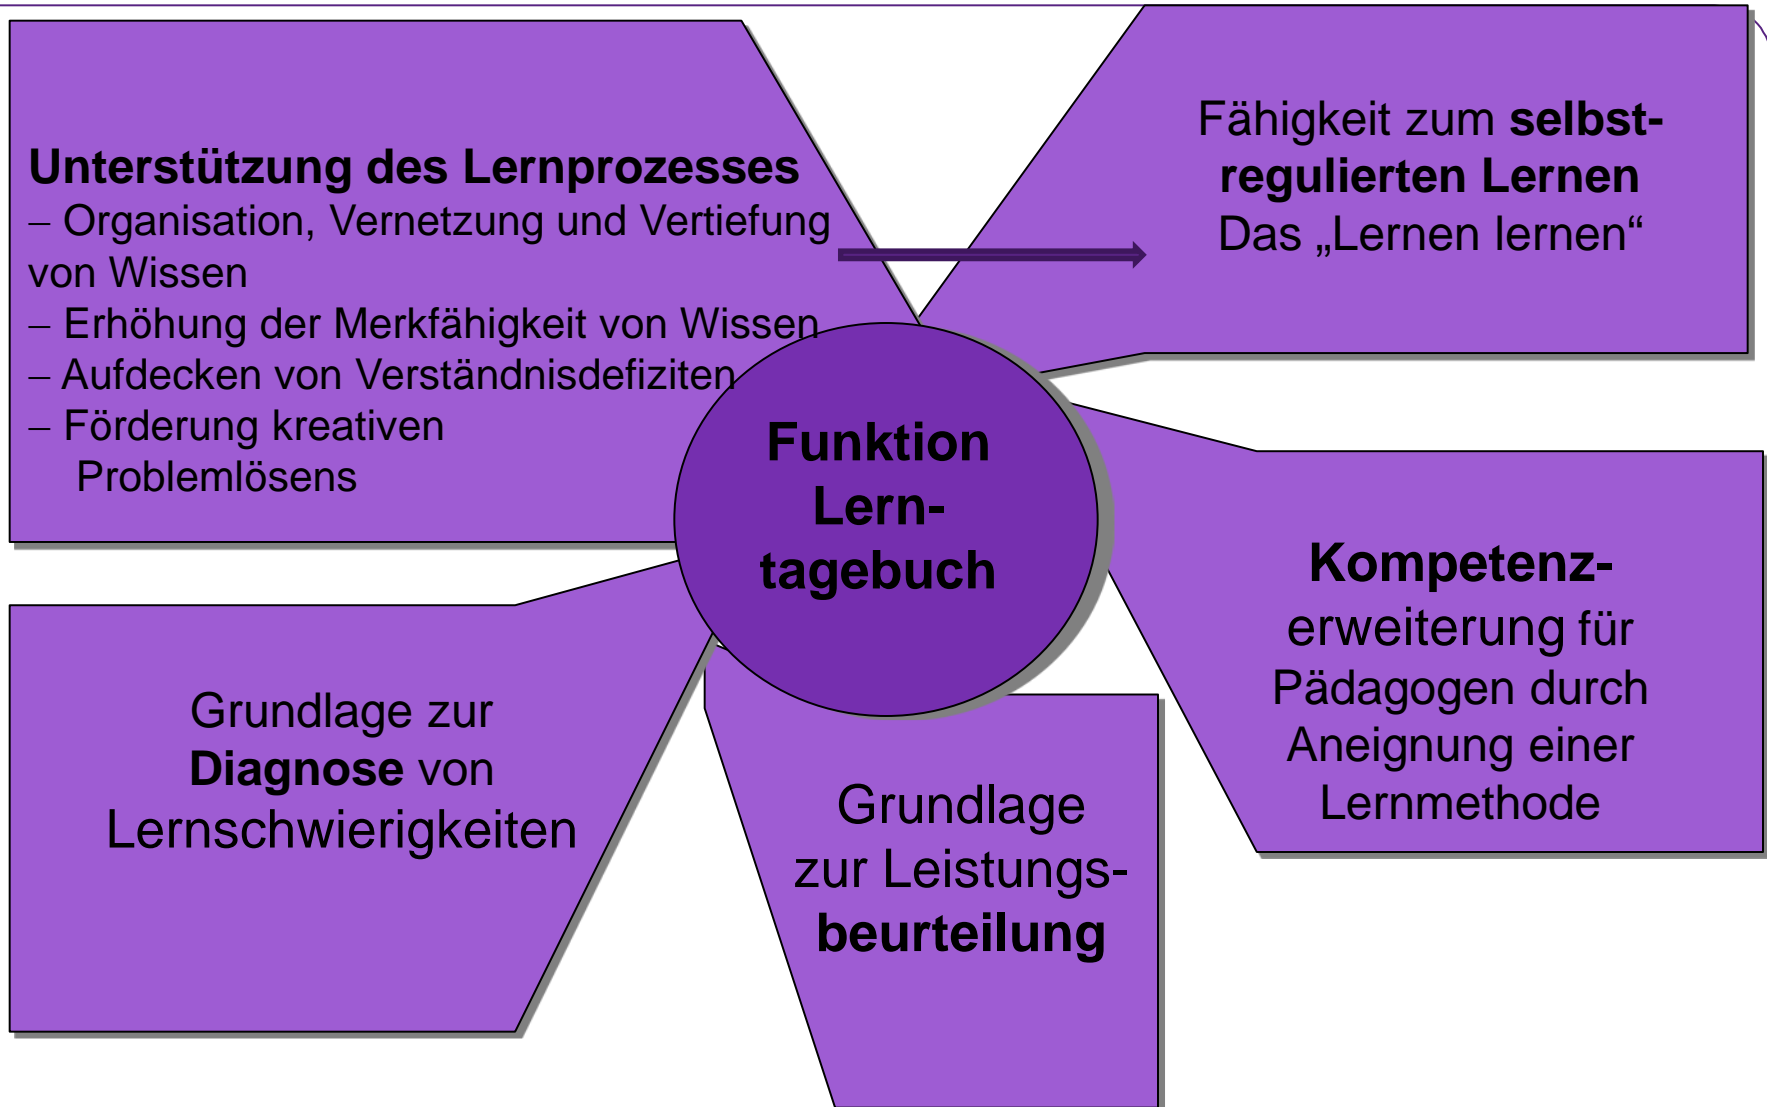 Unterstützung des Lernprozesses
– Organisation, Vernetzung und Vertiefung
von Wissen
– Erhöhung der Merkfähigkeit von Wissen
– Aufdecken von Verständnisdefiziten
– Förderung kreativen
Problemlösens
Fähigkeit zum selbst-
regulierten Lernen
Das „Lernen lernen“
Funktion
Lern-
tagebuch
Kompetenz-
erweiterung für
Pädagogen durch
Aneignung einer
Lernmethode
Grundlage zur
Diagnose von
Lernschwierigkeiten
Grundlage
zur Leistungs-
beurteilung